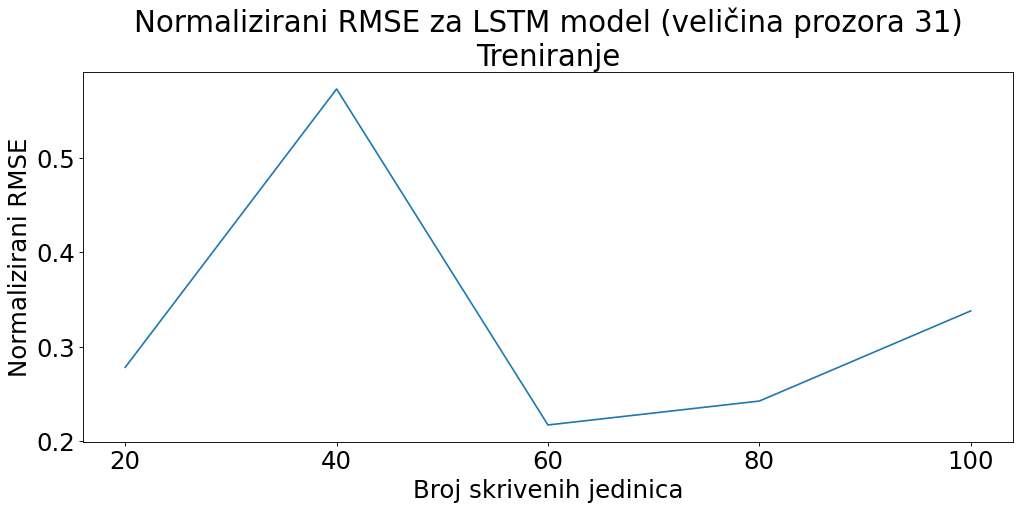 Normalizirani RMSE za LSTM model (veličina prozora 31)
Treniranje
Normalizirani RMSE
0.5
0.4
0.3
0.2
20 40 60 80 100
Broj skrivenih jedinica